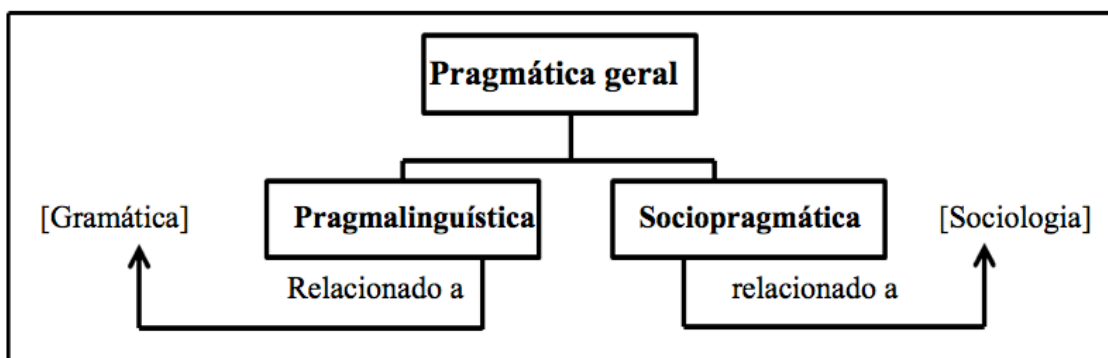 Pragmática geral
[Gramática]
Pragmalinguística
Sociopragmática
[Sociologia]
Relacionado a
relacionado a